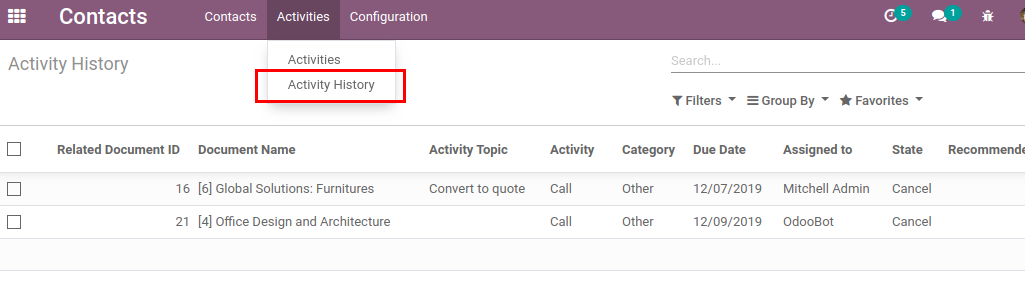 Contacts Contacts Activities Configuration 5 1
Activities
Activity History
Activity History
Search...
Filters Group By Favorites
Related Document ID Document Name Activity Topic Activity Category Due Date Assigned to State Recommende
16 [6] Global Solutions: Furnitures Convert to quote Call Other 12/07/2019 Mitchell Admin Cancel
21 [4] Office Design and Architecture Call Other 12/09/2019 OdooBot Cancel